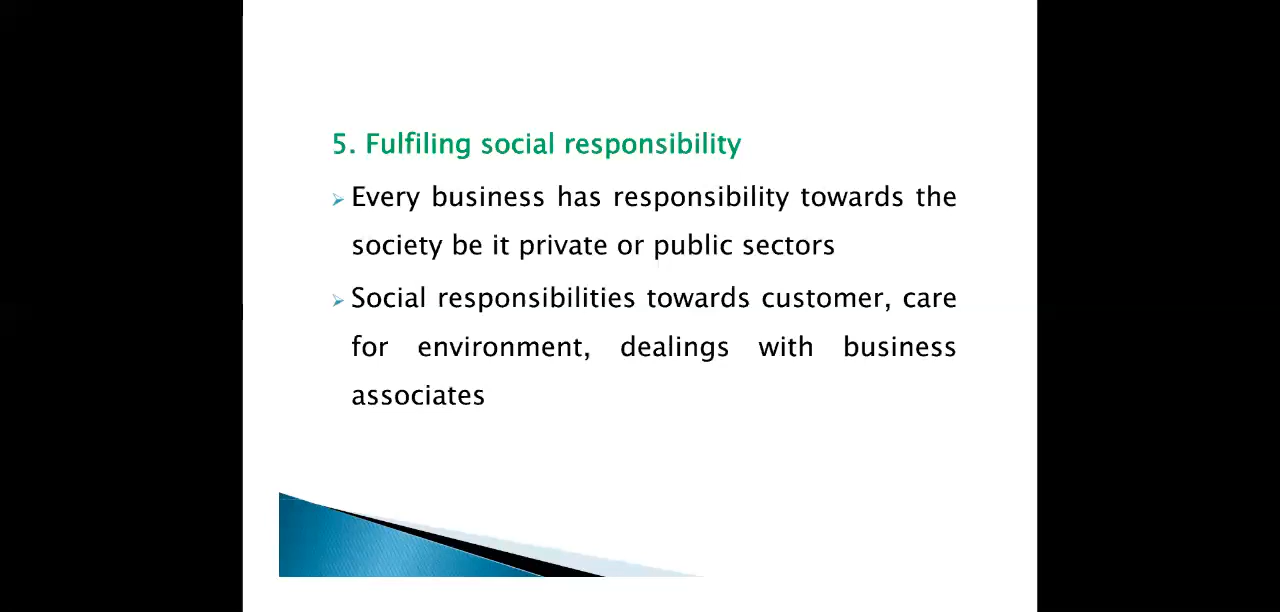 5. Fulfiling social responsibility
Every business has responsibility towards the
society be it private or public sectors
Social responsibilities towards customer, care
for environment, dealings with business
associates